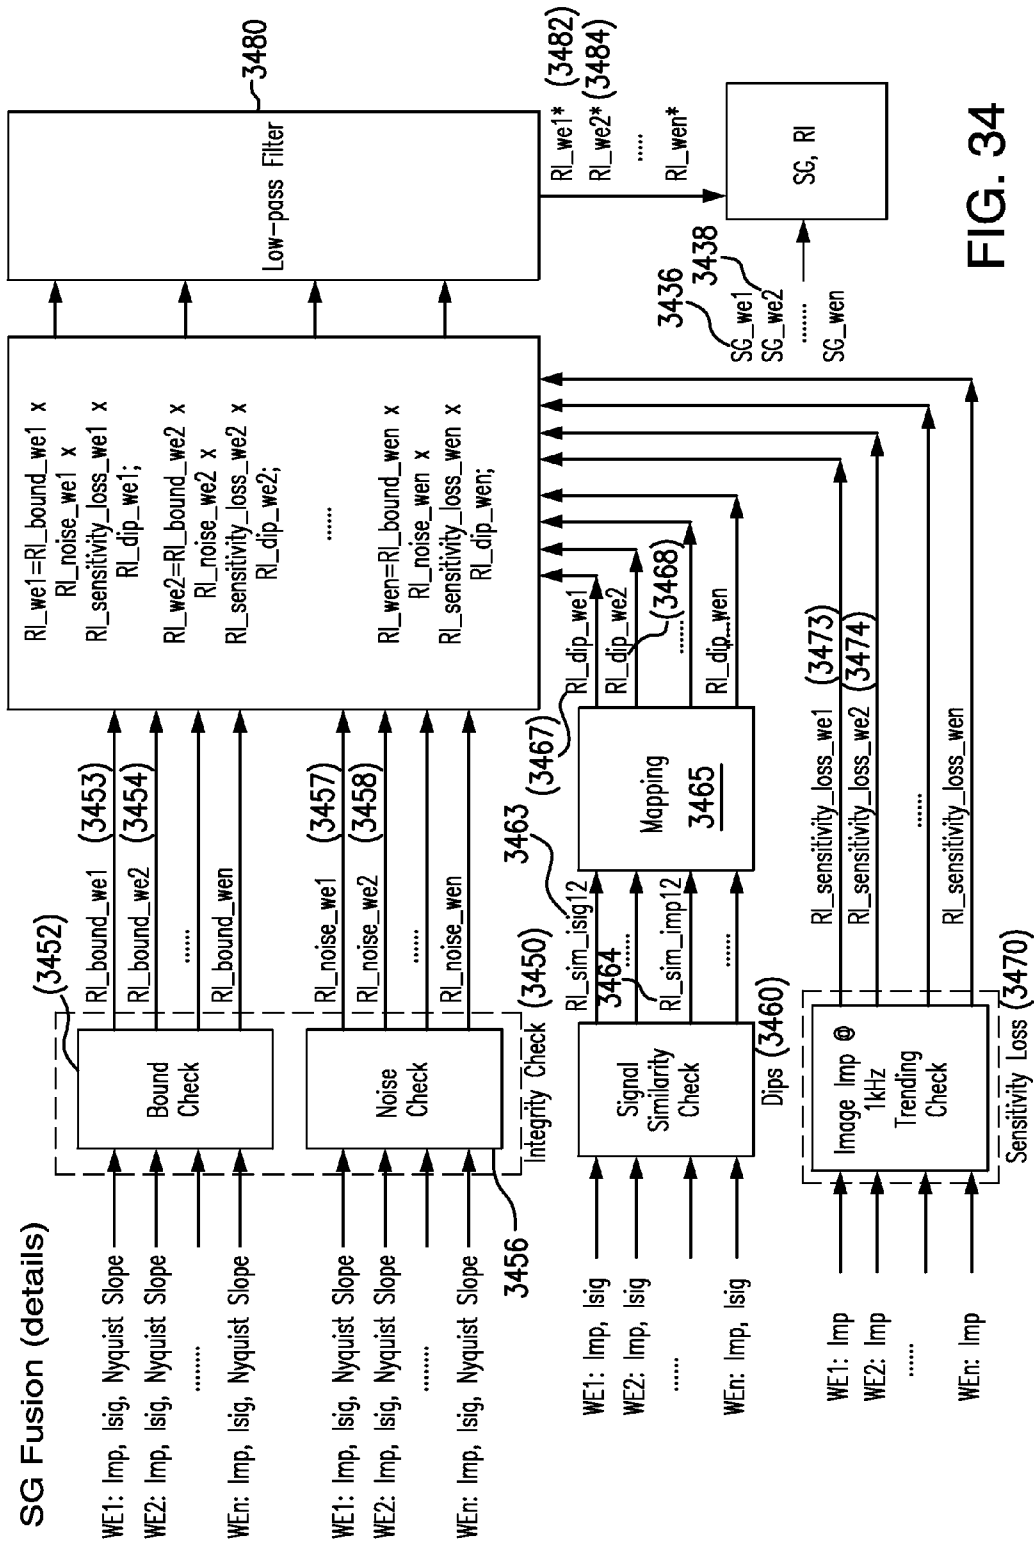 SG Fusion (details)
WE1: Imp, Isig, Nyquist Slope
WE2: Imp, Isig, Nyquist Slope
........
WEn: Imp, Isig, Nyquist Slope
Bound
Check
(3452)
RI_bound_we1
(3453)
RI_bound_we2
(3454)
......
RI_bound_wen
WE1: Imp, Isig, Nyquist Slope
WE2: Imp, Isig, Nyquist Slope
........
WEn: Imp, Isig, Nyquist Slope
Noise
Check
3456
Integrity Check (3450)
RI_noise_we1
(3457)
RI_noise_we2
(3458)
......
RI_noise_wen
WE1: Imp, Isig
WE2: Imp, Isig
......
WEn: Imp, Isig
Signal
Similarity
Check
Dips (3460)
RI_sim_isig12
3463
......
3464
RI_sim_imp12
......
Mapping
3465
(3467)
RI_dip_we1
RI_dip_we2
(3468)
......
RI_dip_wen
......
WE1: Imp
WE2: Imp
......
WEn: Imp
Image Imp @
1kHz
Trending
Check
Sensitivity Loss (3470)
RI_sensitivity_loss_we1
(3473)
RI_sensitivity_loss_we2
(3474)
......
RI_sensitivity_loss_wen
RI_we1=RI_bound_we1 x
RI_noise_we1 x
RI_sensitivity_loss_we1 x
RI_dip_we1;
RI_we2=RI_bound_we2 x
RI_noise_we2 x
RI_sensitivity_loss_we2 x
RI_dip_we2;
......
RI_wen=RI_bound_wen x
RI_noise_wen x
RI_sensitivity_loss_wen x
RI_dip_wen;
Low-pass Filter
3480
RI_we1* (3482)
RI_we2* (3484)
.....
RI_wen*
3436
SG_we1
3438
SG_we2
.......
SG_wen
SG, RI
FIG. 34